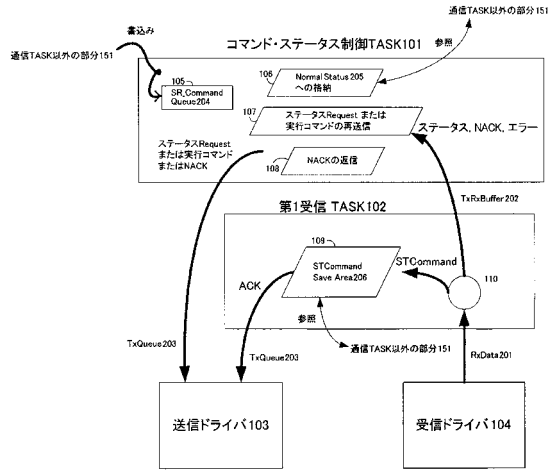 通信TASK以外の部分151
書込み
コマンド・ステータス制御TASK101
参照
通信TASK以外の部分151
105
SR_Command
Queue204
106
Normal Status205
への格納
107
ステータスRequest または
実行コマンドの再送信
ステータス, NACK, エラー
ステータスRequest
または実行コマンド
またはNACK
108
NACKの返信
TxRxBuffer202
第1受信 TASK102
109
STCommand
Save Area206
STCommand
110
ACK
参照
通信TASK以外の部分151
TxQueue203
TxQueue203
RxData201
送信ドライバ103
受信ドライバ104